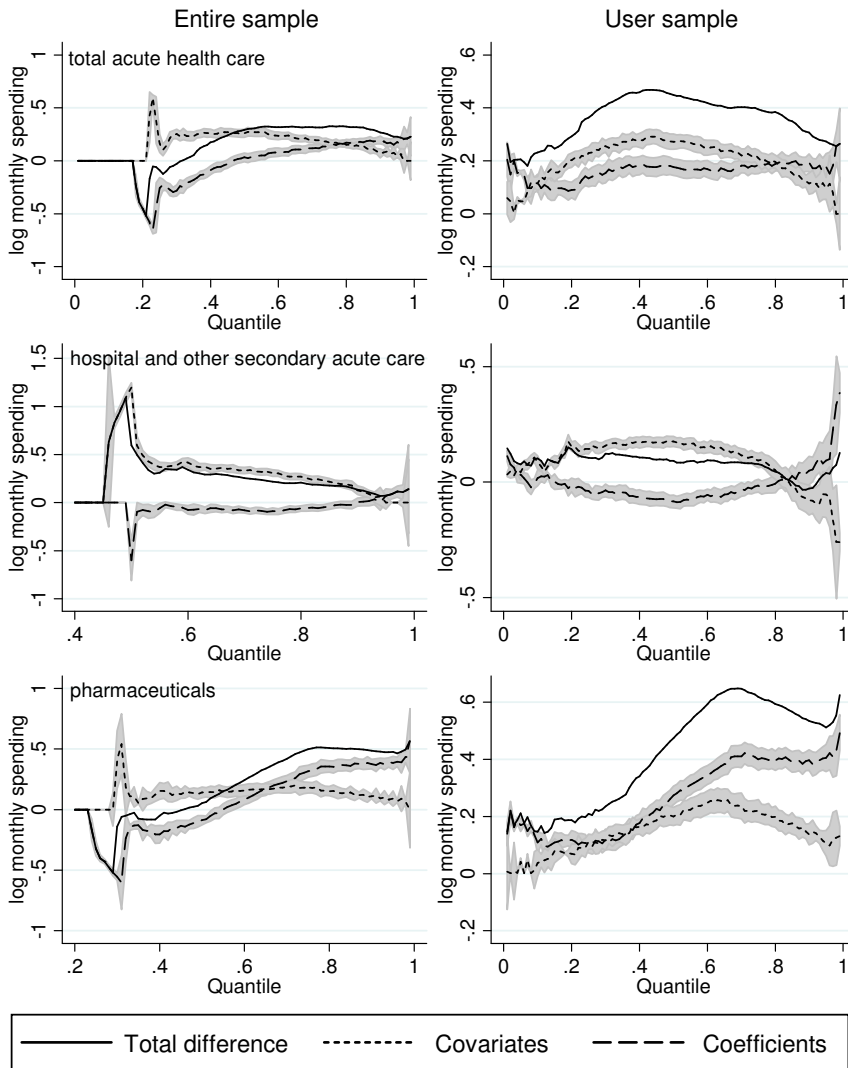 Entire sample
User sample
total acute health care
log monthly spending
1
.5
0
-.5
-1
0 .2 .4 .6 .8 1
Quantile
log monthly spending
.6
.4
.2
0
-.2
0 .2 .4 .6 .8 1
Quantile
hospital and other secondary acute care
log monthly spending
1.5
1
.5
0
-.5
-1
.4 .6 .8 1
Quantile
log monthly spending
.5
0
-.5
0 .2 .4 .6 .8 1
Quantile
pharmaceuticals
log monthly spending
1
.5
0
-.5
-1
.2 .4 .6 .8 1
Quantile
log monthly spending
.6
.4
.2
0
-.2
0 .2 .4 .6 .8 1
Quantile
Total difference Covariates Coefficients